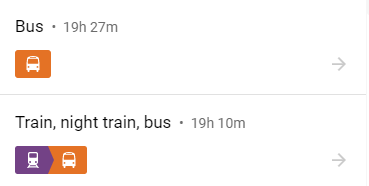 Bus • 19h 27m
Train, night train, bus • 19h 10m